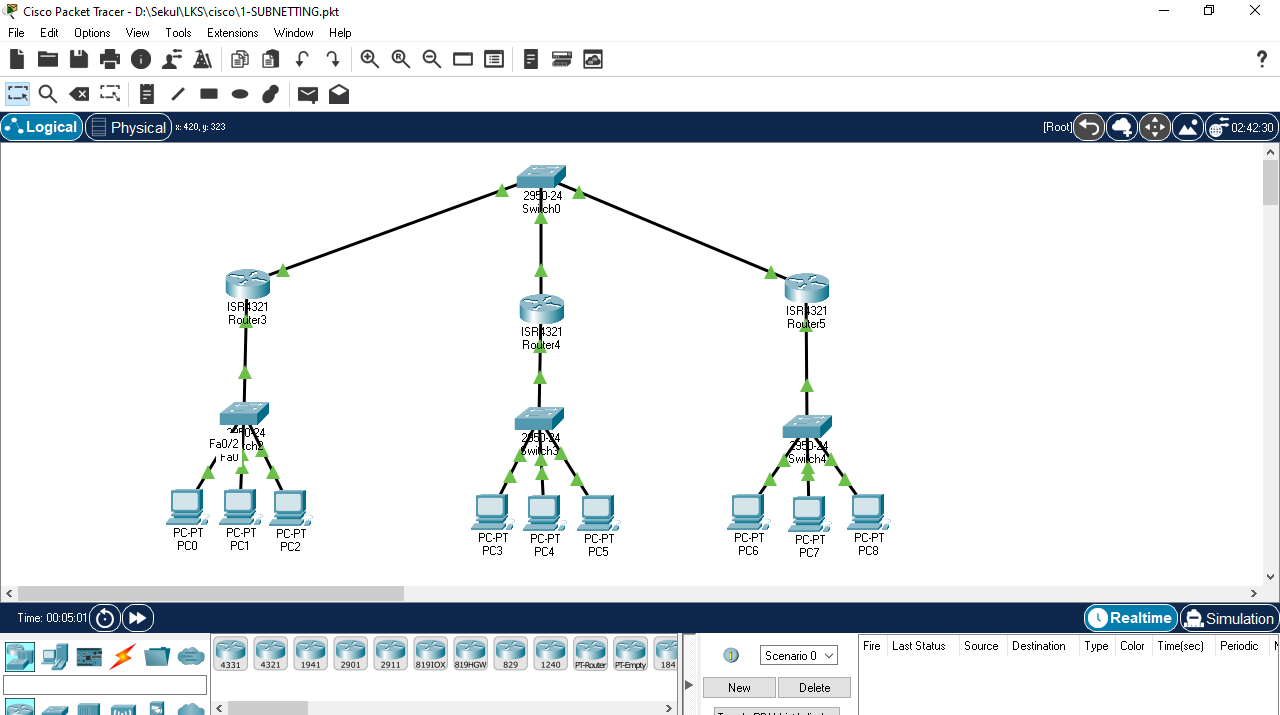 Cisco Packet Tracer - D:\Sekul\LKS\cisco\1-SUBNETTING.pkt
File Edit Options View Tools Extensions Window Help
Logical Physical x: 420, y: 323 [Root] 02:42:30
2950-24
Switch0
ISR4321
Router3
ISR4321
Router4
ISR4321
Router5
Fa0/2
Fa0
2950-24
Switch3
2950-24
Switch4
PC-PT
PC0
PC-PT
PC1
PC-PT
PC2
PC-PT
PC3
PC-PT
PC4
PC-PT
PC5
PC-PT
PC6
PC-PT
PC7
PC-PT
PC8
Time: 00:05:01 Realtime Simulation
4331 4321 1941 2901 2911 819IOX 819HGW 829 1240 PT-Router PT-Empty 184
Scenario 0
New Delete
Fire Last Status Source Destination Type Color Time(sec) Periodic